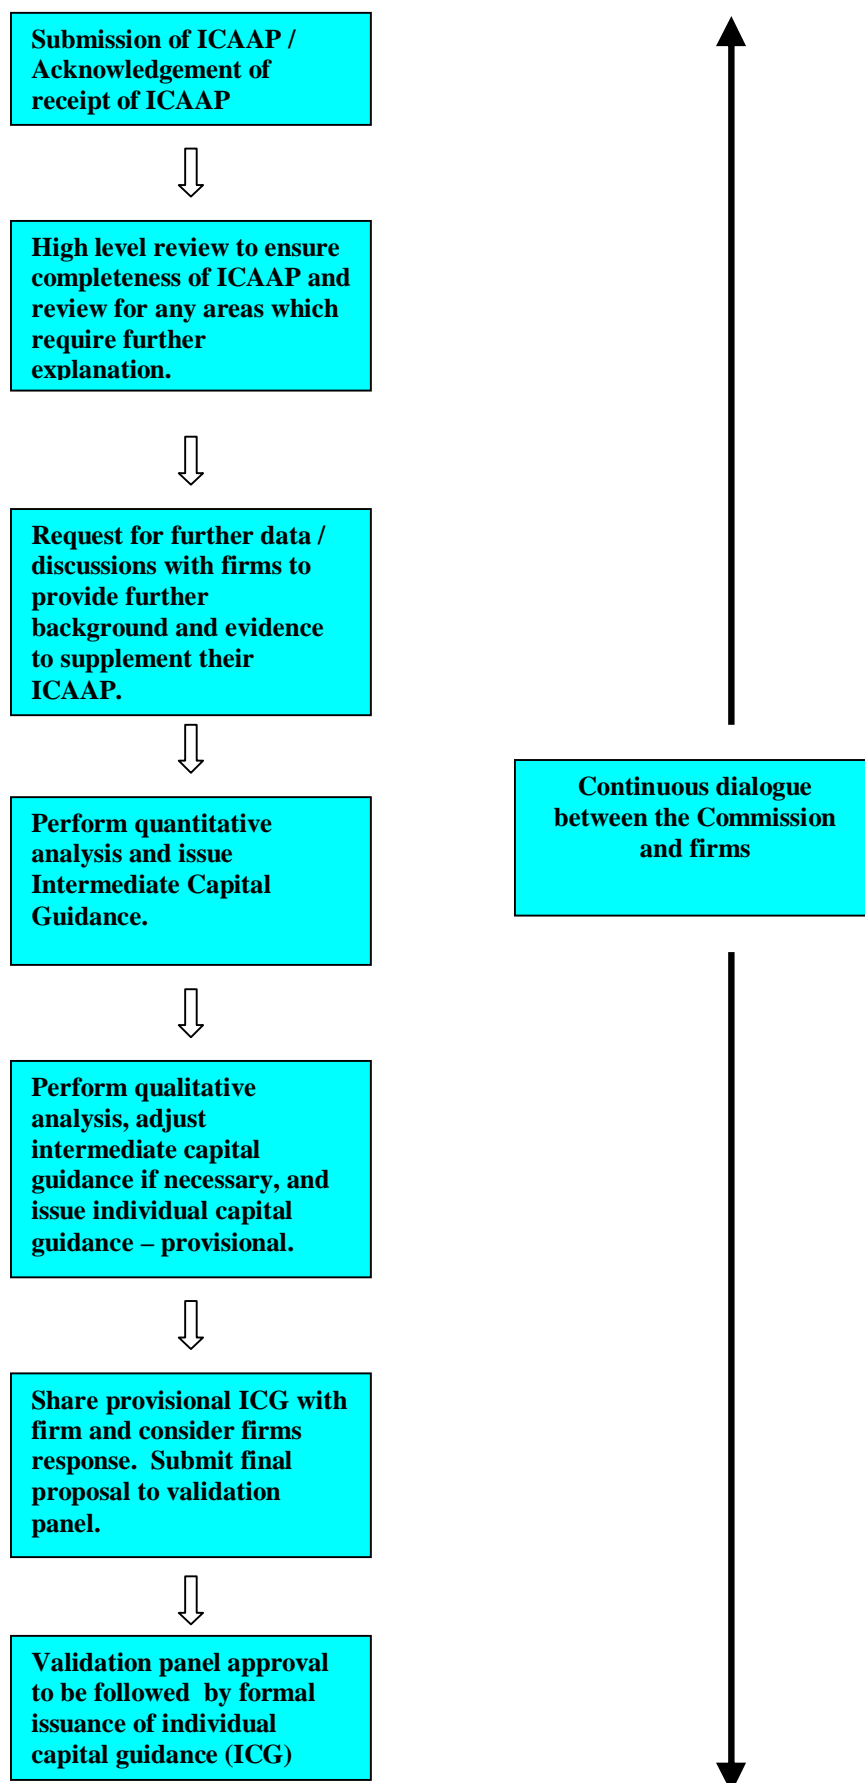 Submission of ICAAP /
Acknowledgement of
receipt of ICAAP
High level review to ensure
completeness of ICAAP and
review for any areas which
require further
explanation.
Request for further data /
discussions with firms to
provide further
background and evidence
to supplement their
ICAAP.
Perform quantitative
analysis and issue
Intermediate Capital
Guidance.
Continuous dialogue
between the Commission
and firms
Perform qualitative
analysis, adjust
intermediate capital
guidance if necessary, and
issue individual capital
guidance – provisional.
Share provisional ICG with
firm and consider firms
response.  Submit final
proposal to validation
panel.
Validation panel approval
to be followed  by formal
issuance of individual
capital guidance (ICG)